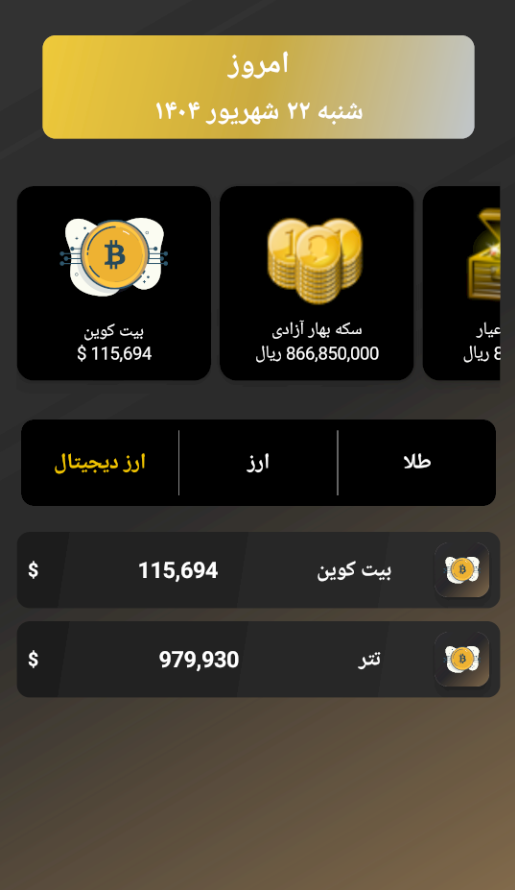 امروز
شنبه ۲۲ شهریور ۱۴۰۴
عیار
8 ریال
سکه بهار آزادی
866,850,000 ریال
بیت کوین
115,694 $
طلا
ارز
ارز دیجیتال
بیت کوین 115,694 $
تتر 979,930 $